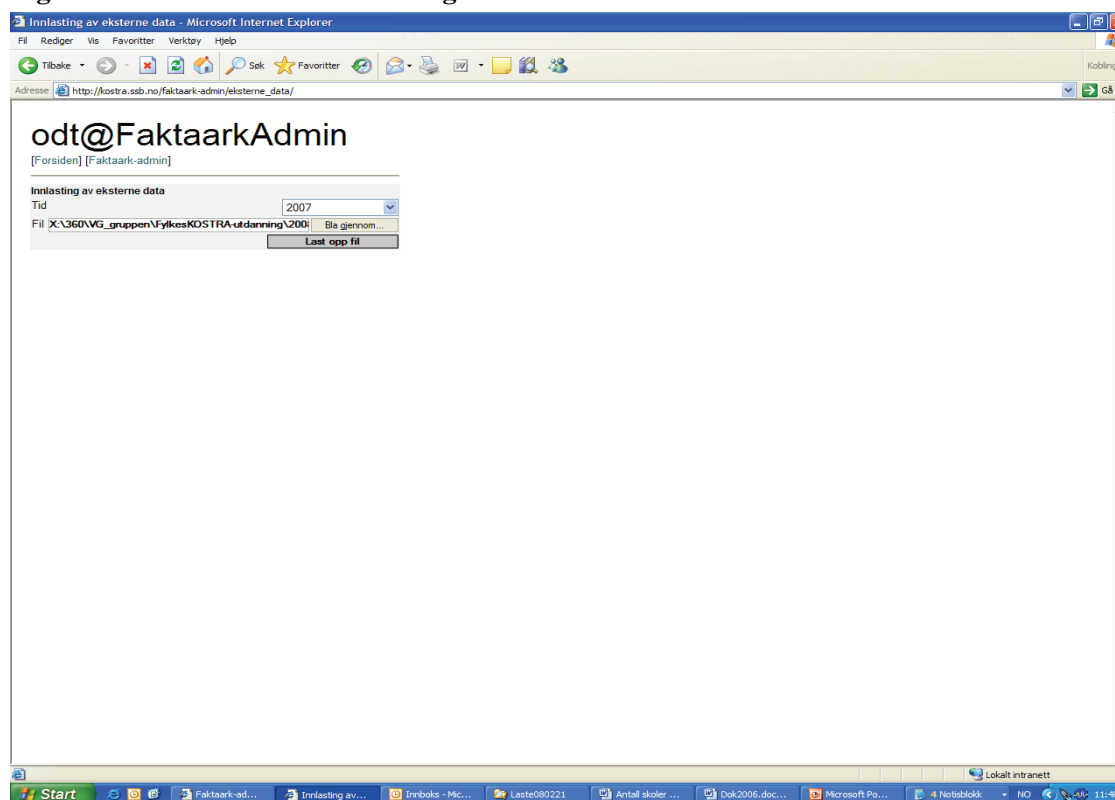 Innlasting av eksterne data - Microsoft Internet Explorer
Fil Rediger Vis Favoritter Verktøy Hjelp
Tilbake Søk Favoritter
Adresse http://kostra.ssb.no/faktaark-admin/eksterne_data/ Gå
odt@FaktaarkAdmin
[Forsiden] [Faktaark-admin]
Innlasting av eksterne data
Tid 2007
Fil X:\360\VG_gruppen\FylkesKOSTRA-utdanning\200 Bla gjennom...
Last opp fil
Lokalt intranett
Start Faktaark-ad... Innlasting av... Innboks - Mic... Laste080221 Antall skoler ... Dok2006.doc... Microsoft Po... 4 Notisblokk NO